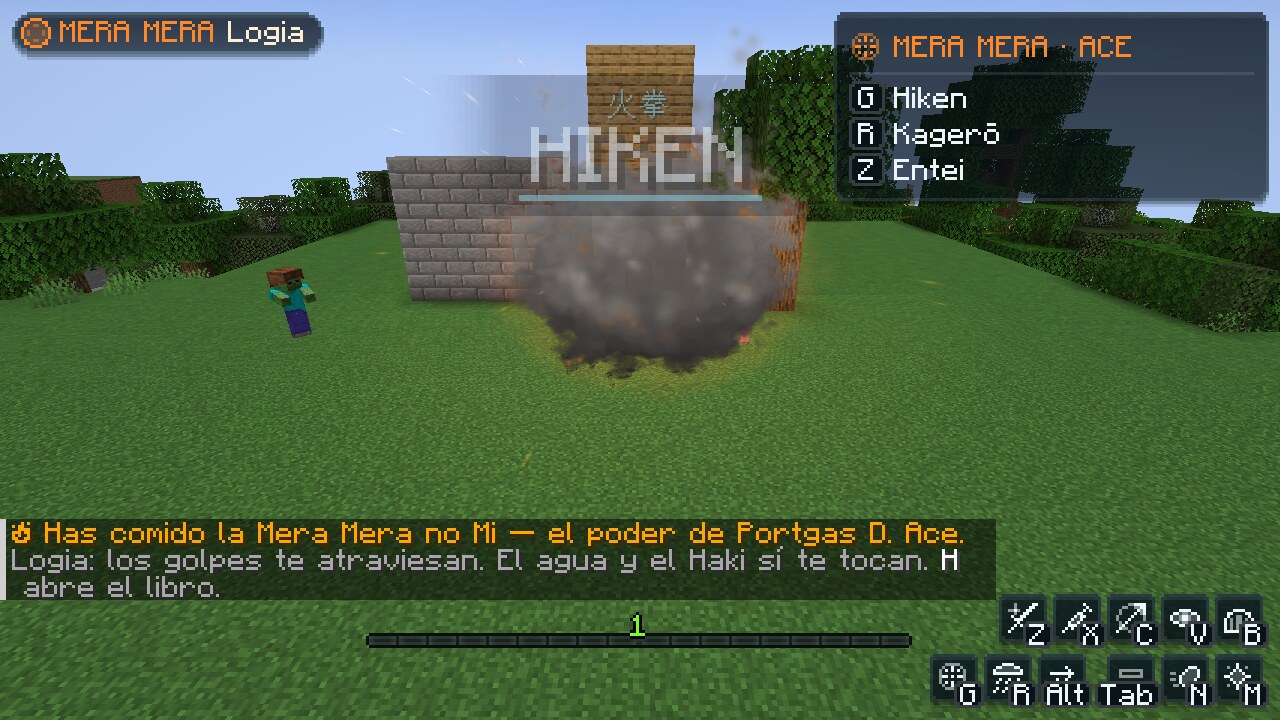 MERA MERA Logia
MERA MERA · ACE
G Hiken
R Kagerō
Z Entei
火拳
HIKEN
Has comido la Mera Mera no Mi — el poder de Portgas D. Ace.
Logia: los golpes te atraviesan. El agua y el Haki sí te tocan. H
abre el libro.
1
Z X C V B
G R Alt Tab N M